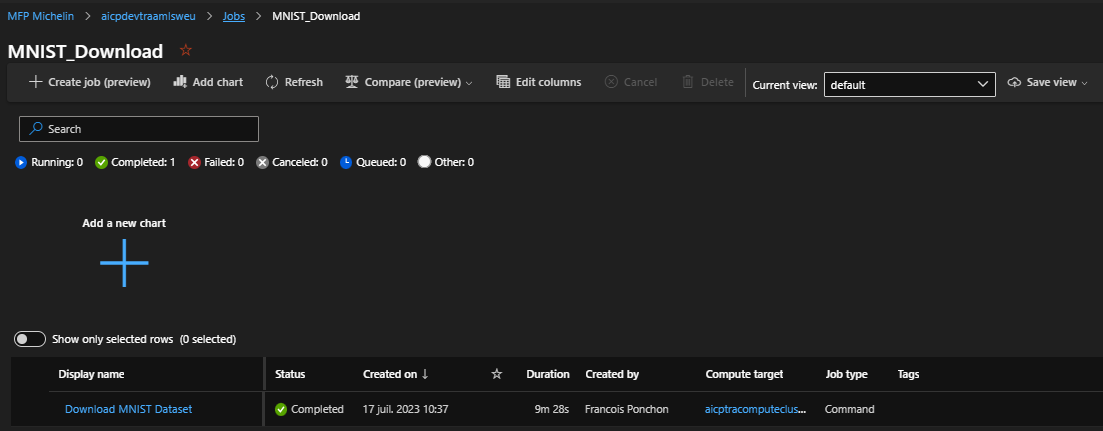 MFP Michelin > aicpdevtraamlsweu > Jobs > MNIST_Download
MNIST_Download
Create job (preview) Add chart Refresh Compare (preview) Edit columns Cancel Delete Current view: default Save view
Search
Running: 0 Completed: 1 Failed: 0 Canceled: 0 Queued: 0 Other: 0
Add a new chart
Show only selected rows (0 selected)
Display name Status Created on ↓ Duration Created by Compute target Job type Tags
Download MNIST Dataset Completed 17 juil. 2023 10:37 9m 28s Francois Ponchon aicptracomputeclus... Command